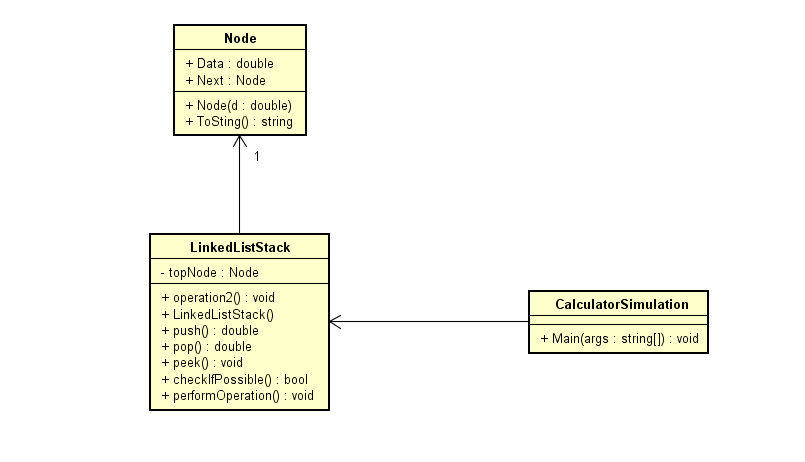 Node
+ Data : double
+ Next : Node
+ Node(d : double)
+ ToSting() : string
1
LinkedListStack
- topNode : Node
+ operation2() : void
+ LinkedListStack()
+ push() : double
+ pop() : double
+ peek() : void
+ checkIfPossible() : bool
+ performOperation() : void
CalculatorSimulation
+ Main(args : string[]) : void